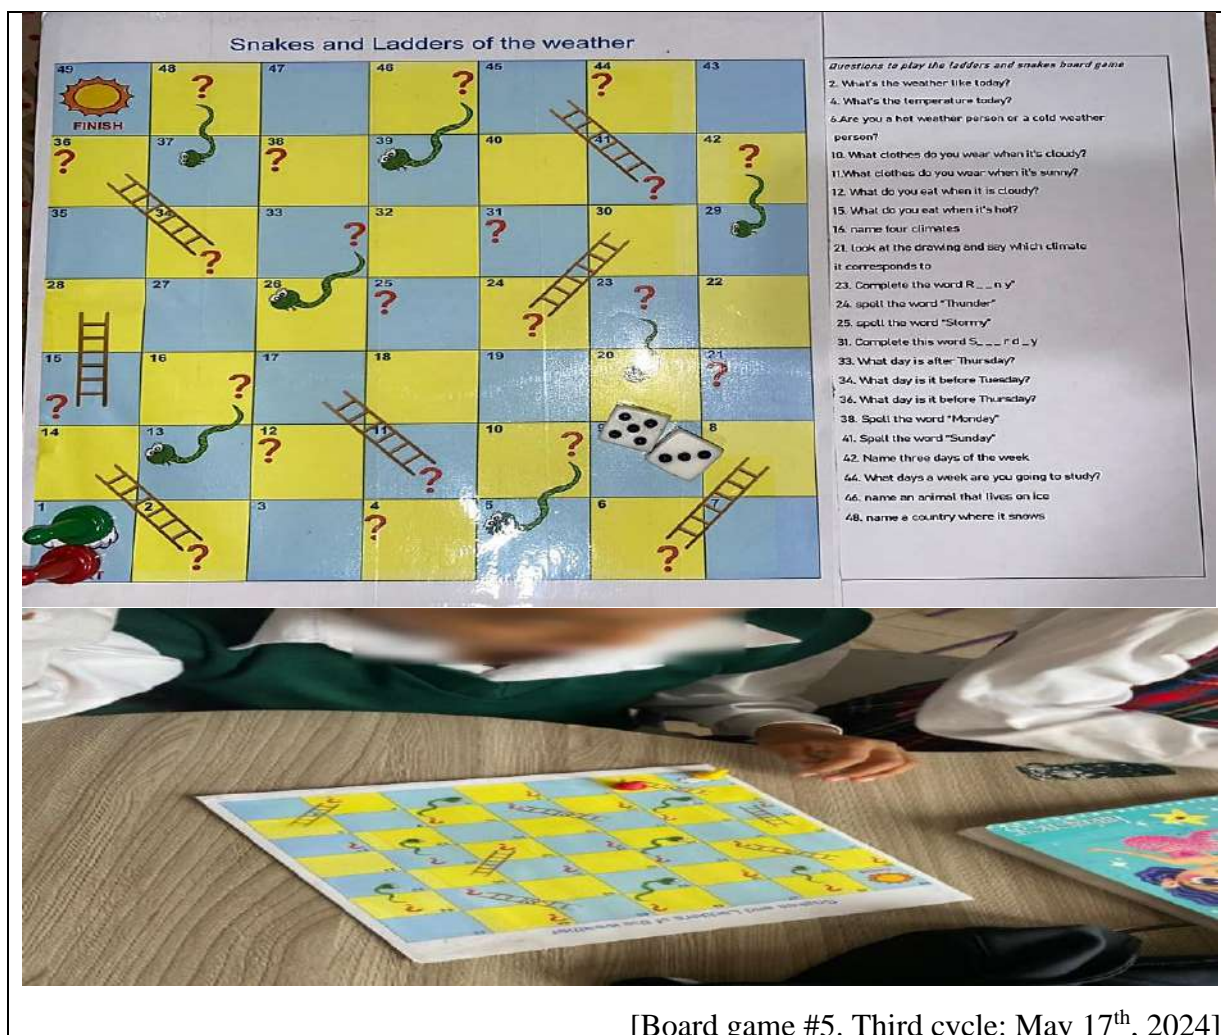 Snakes and Ladders of the weather
49 48 ? 47 46 ? 45 44 ? 43
FINISH
36 ? 37 38 ? 39 40 41 ? 42 ?
35 34 ? 33 ? 32 31 ? 30 29
28 27 26 25 ? 24 ? 23 ? 22
15 ? 16 ? 17 18 19 20 21 ?
14 13 12 ? 11 ? 10 ? 9 8
1 2 ? 3 4 ? 5 6 ? 7
Questions to play the ladders and snakes board game
2. What's the weather like today?
4. What's the temperature today?
6.Are you a hot weather person or a cold weather
person?
10. What clothes do you wear when it's cloudy?
11.What clothes do you wear when it's sunny?
12. What do you eat when it is cloudy?
15. What do you eat when it's hot?
16. name four climates
21. look at the drawing and say which climate
it corresponds to
23. Complete the word R__n y"
24. spell the word "Thunder"
25. spell the word "Stormy"
31. Complete this word S___r d_y
33. What day is after Thursday?
34. What day is it before Tuesday?
36. What day is it before Thursday?
38. Spell the word "Monday"
41. Spell the word "Sunday"
42. Name three days of the week
44. What days a week are you going to study?
46. name an animal that lives on ice
48. name a country where it snows
Snakes and Ladders of the weather
[Board game #5. Third cycle: May 17th, 2024]